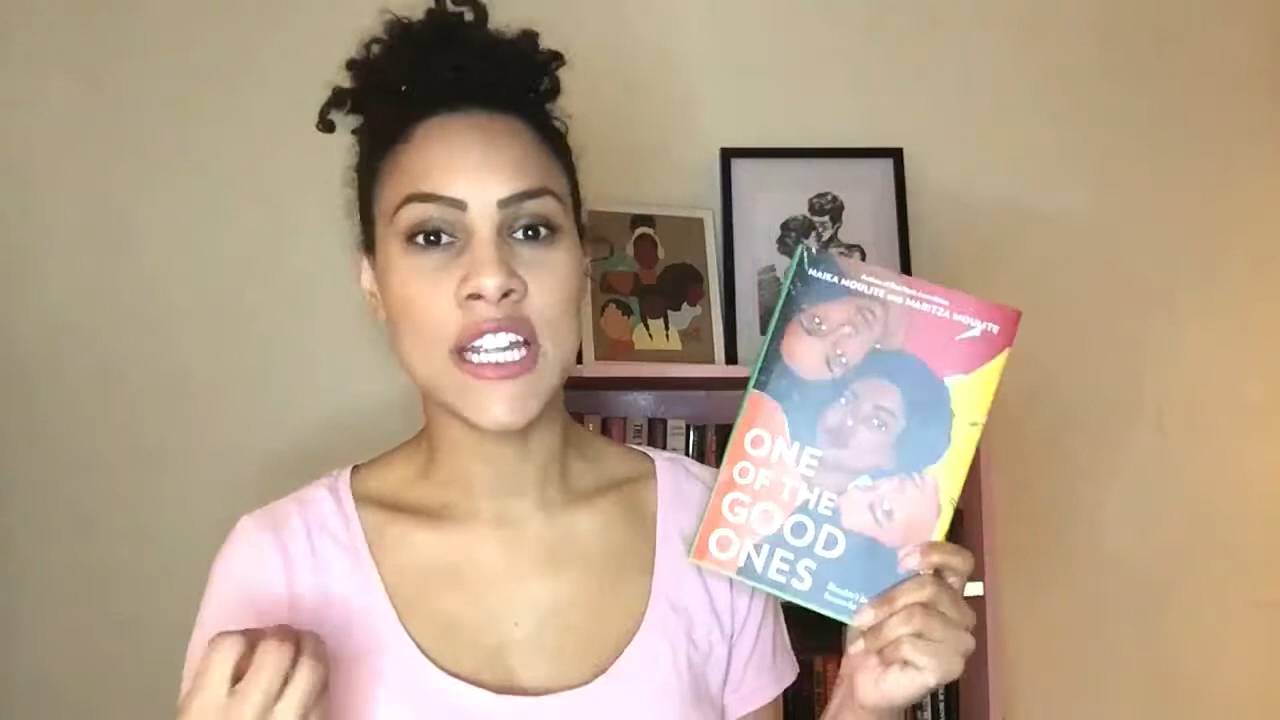 MAIKA MOULITE AND MARITZA MOULITE
ONE
OF THE
GOOD
ONES